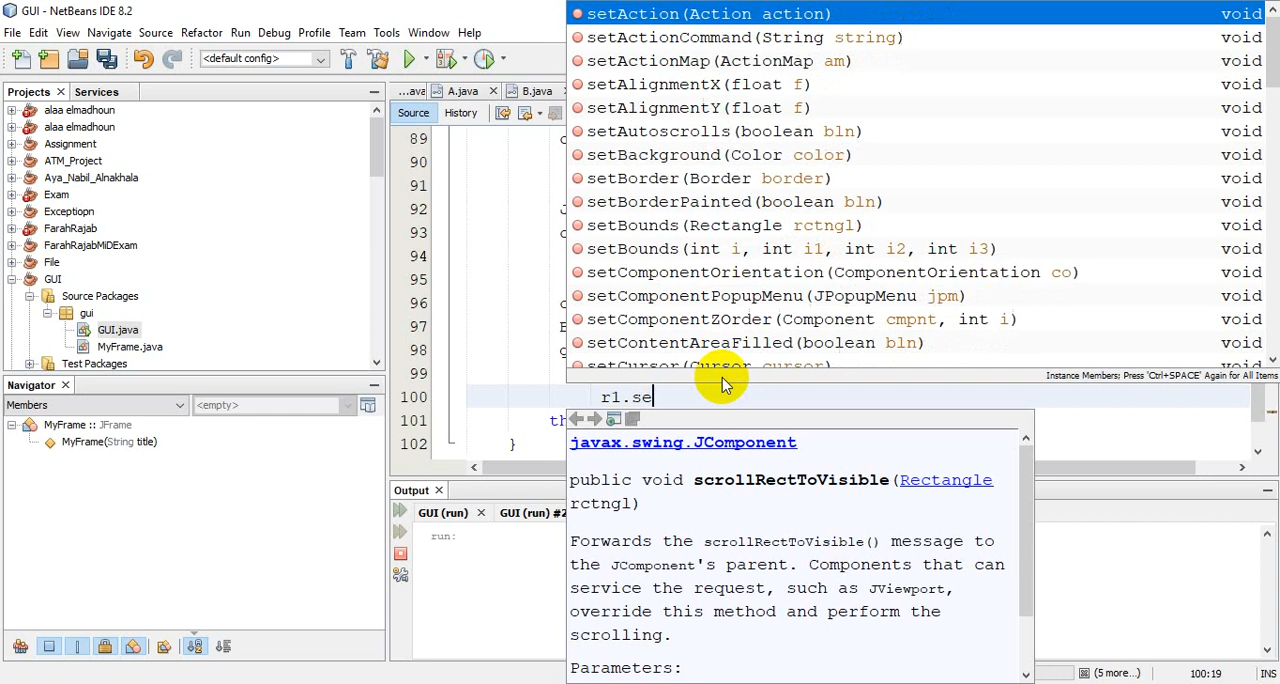 GUI - NetBeans IDE 8.2
File Edit View Navigate Source Refactor Run Debug Profile Team Tools Window Help
<default config>
Projects
Services
alaa elmadhoun
alaa elmadhoun
Assignment
ATM_Project
Aya_Nabil_Alnakhala
Exam
Exceptiopn
FarahRajab
FarahRajabMiDExam
File
GUI
Source Packages
gui
GUI.java
MyFrame.java
Test Packages
Navigator
Members
<empty>
MyFrame :: JFrame
MyFrame(String title)
...ava A.java B.java
Source History
89
90
91
92
93
94
95
96
97
98
99
100 r1.se
101 th
102 }
setAction(Action action) void
setActionCommand(String string) void
setActionMap(ActionMap am) void
setAlignmentX(float f) void
setAlignmentY(float f) void
setAutoscrolls(boolean bln) void
setBackground(Color color) void
setBorder(Border border) void
setBorderPainted(boolean bln) void
setBounds(Rectangle rctngl) void
setBounds(int i, int i1, int i2, int i3) void
setComponentOrientation(ComponentOrientation co) void
setComponentPopupMenu(JPopupMenu jpm) void
setComponentZOrder(Component cmpnt, int i) void
setContentAreaFilled(boolean bln) void
setCursor(Cursor cursor) void
Instance Members; Press 'Ctrl+SPACE' Again for All Items
javax.swing.JComponent
public void scrollRectToVisible(Rectangle
rctngl)
Forwards the scrollRectToVisible() message to
the JComponent's parent. Components that can
service the request, such as JViewport,
override this method and perform the
scrolling.
Parameters:
Output
GUI (run) GUI (run) #2
run:
(5 more...) 100:19 INS